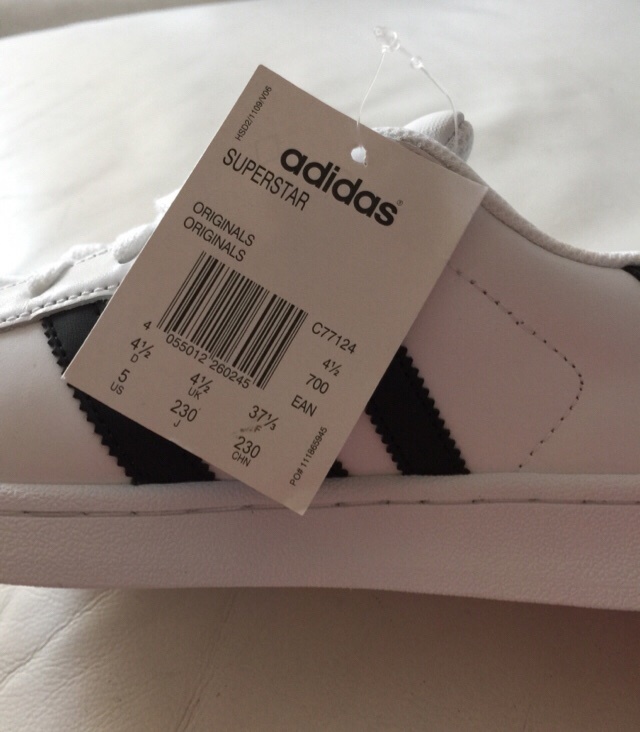 HSD2/1109/V06
adidas®
SUPERSTAR
ORIGINALS
ORIGINALS
C77124
4 055012 260245
4½
700
EAN
4½
D
5
US
4½
UK
230
J
37⅓
F
230
CHN
PO# 111865945